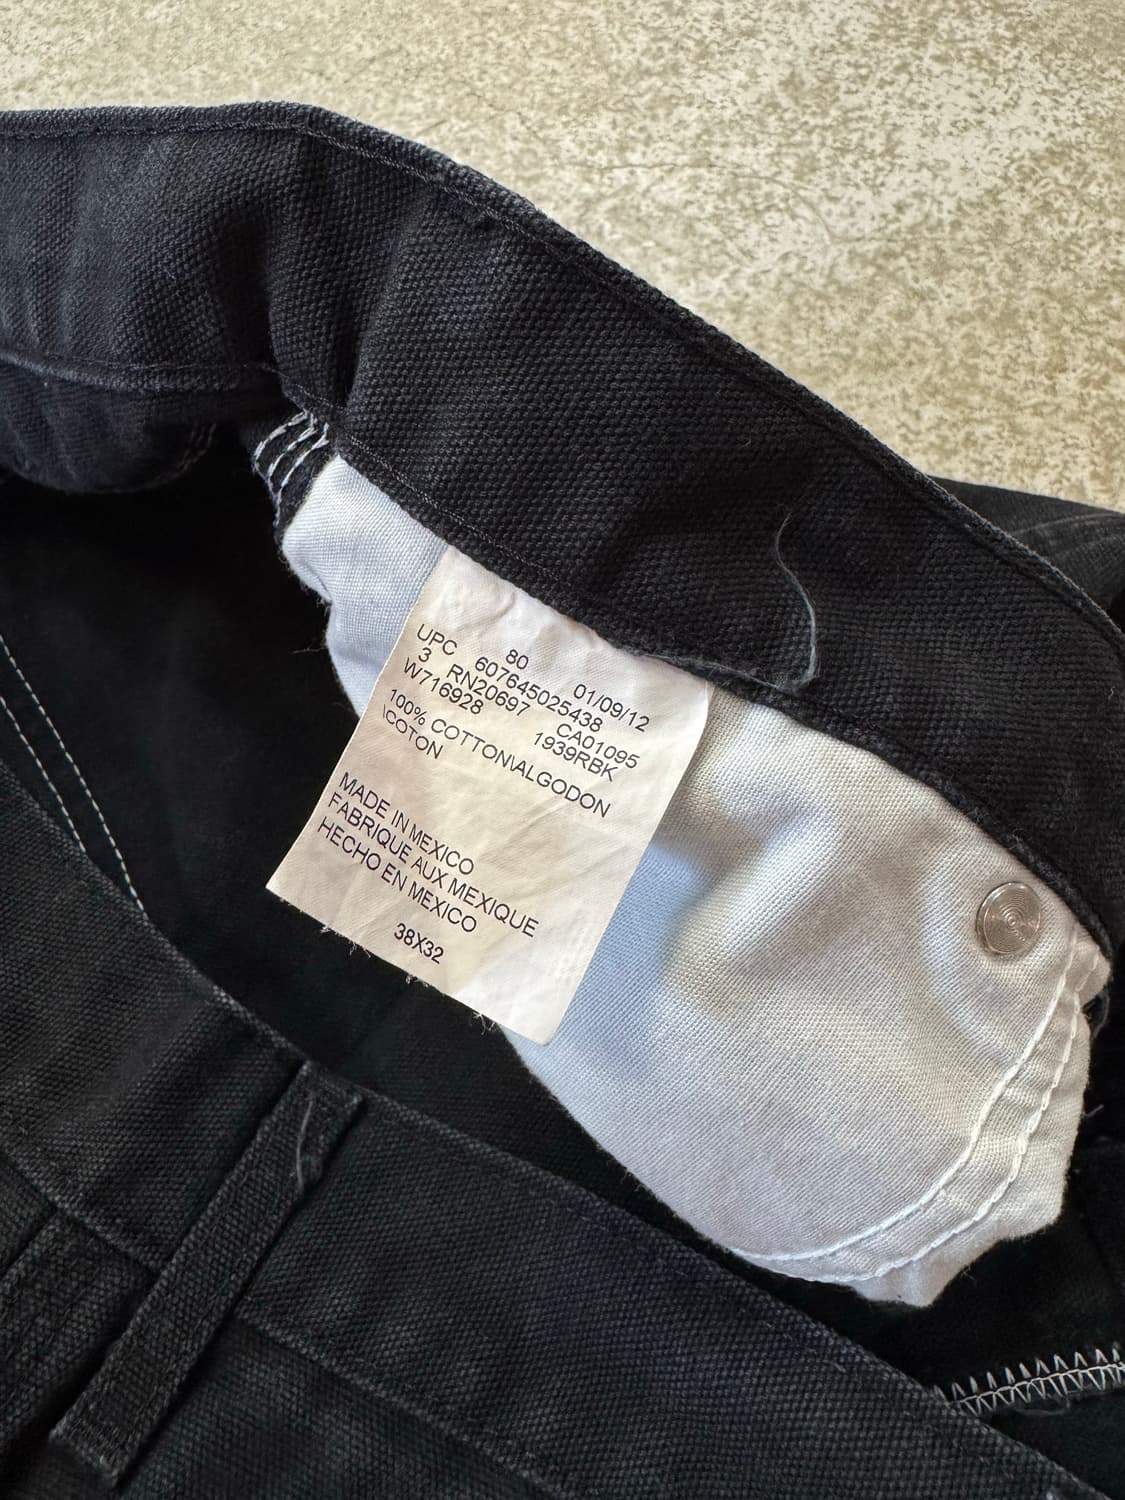 80 01/09/12
UPC 607645025438
3 RN20697 CA01095
W716928 1939RBK
100% COTTON\ALGODON
\COTON
MADE IN MEXICO
FABRIQUE AUX MEXIQUE
HECHO EN MEXICO
38X32